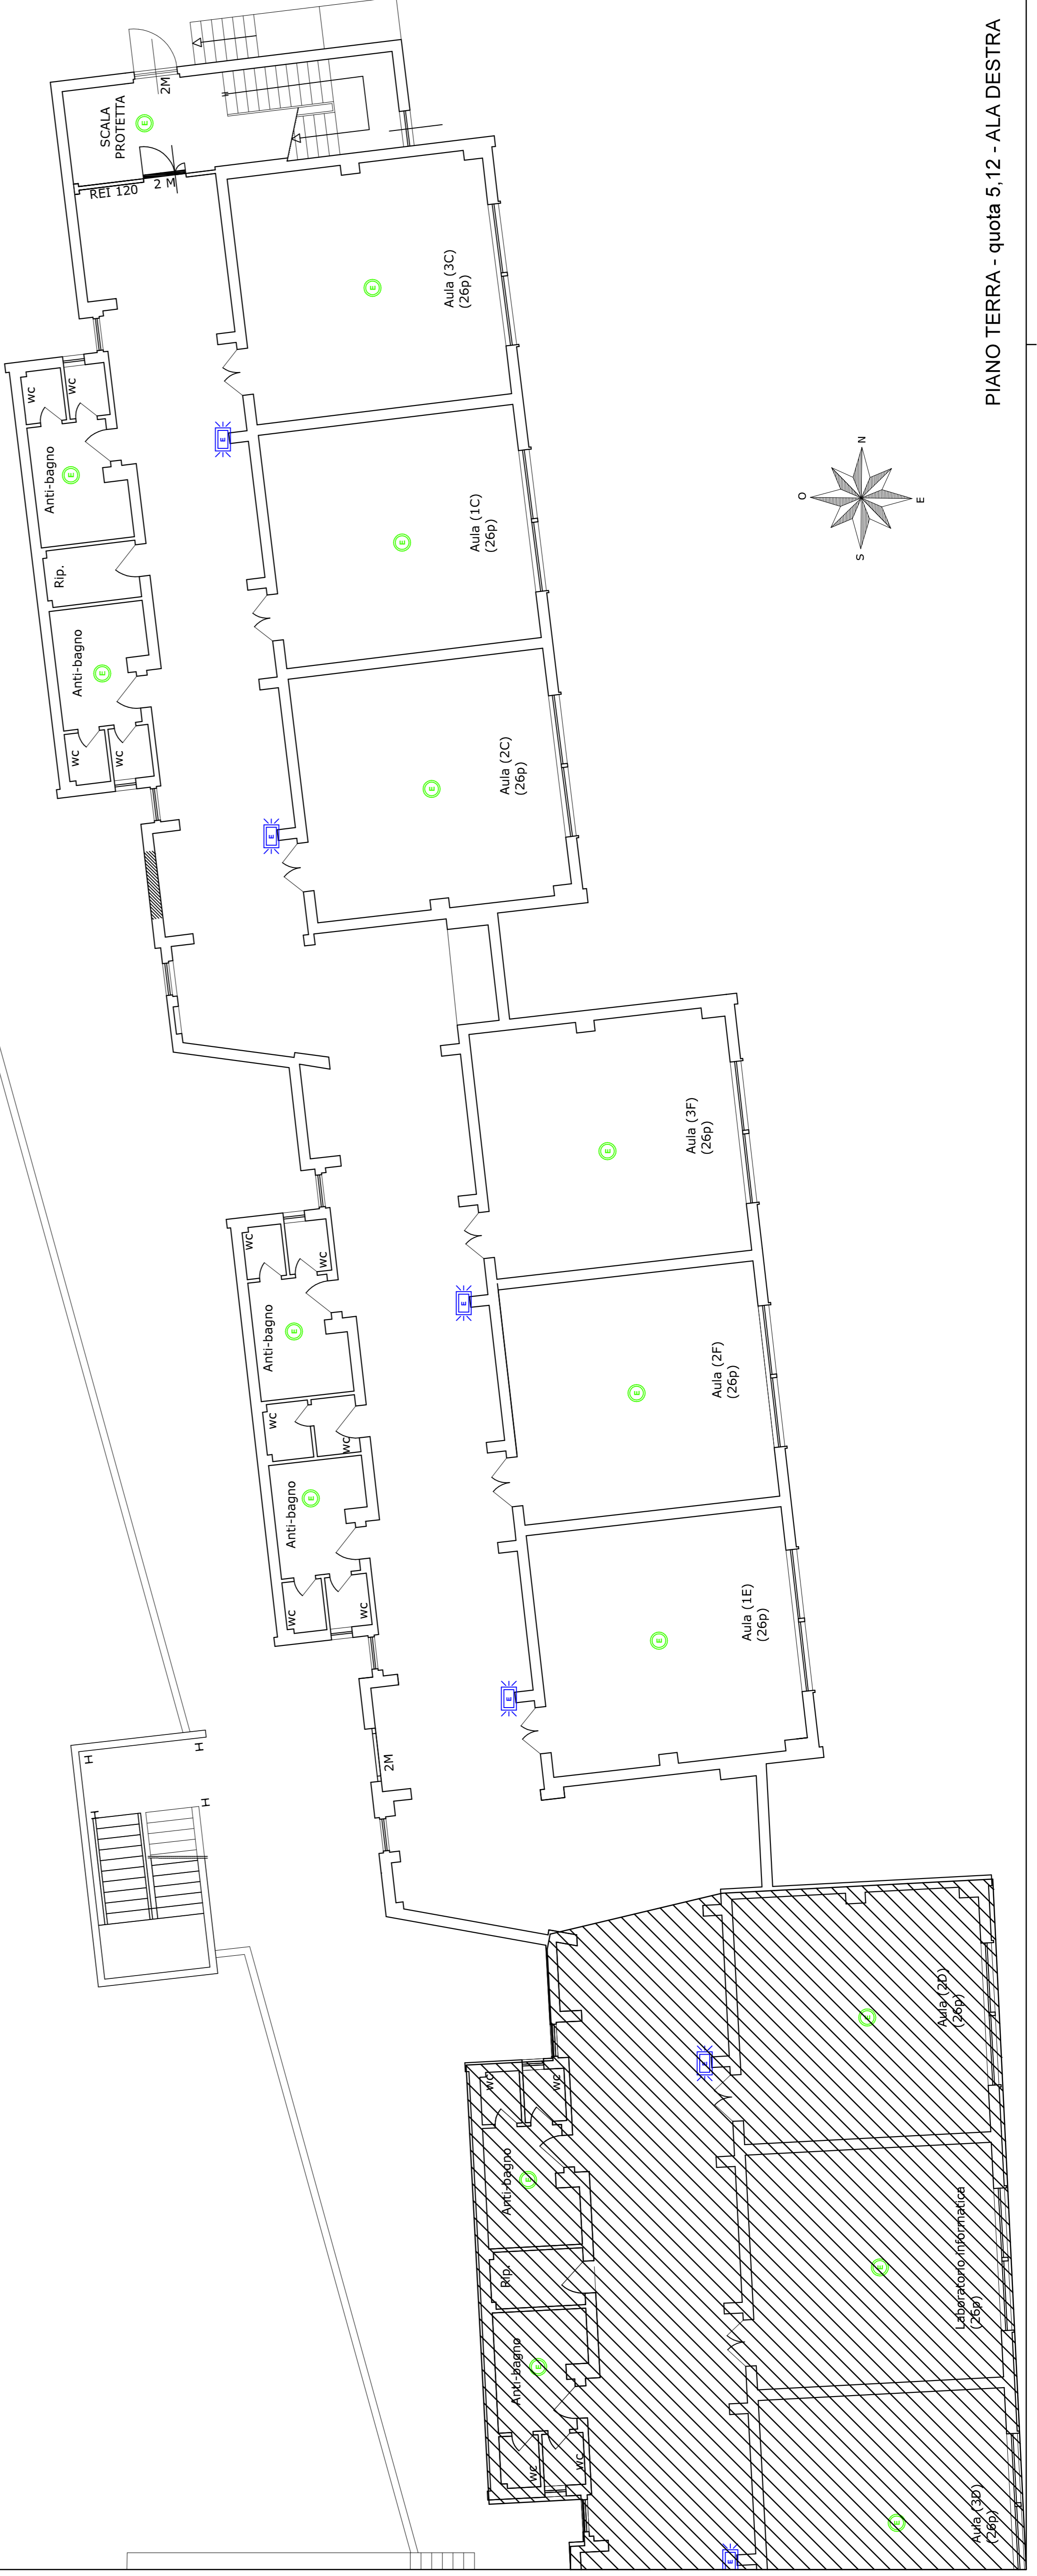 PIANO TERRA - quota 5,12 - ALA DESTRA
SCALA
PROTETTA
E
2M
REI 120
2 M
Aula (3C)
(26p)
E
wc
wc
Anti-bagno
E
E
Rip.
Aula (1C)
(26p)
E
Anti-bagno
E
wc
wc
Aula (2C)
(26p)
E
E
N
O
E
S
Aula (3F)
(26p)
E
wc
wc
Anti-bagno
E
E
Aula (2F)
(26p)
E
wc
wc
Anti-bagno
E
wc
wc
Aula (1E)
(26p)
E
E
2M
H
H
H
H
Aula (2D)
(26p)
E
E
wc
wc
Anti-bagno
E
Rip.
Laboratorio Informatica
(26p)
E
Anti-bagno
E
wc
wc
Aula (3D)
(26p)
E
E